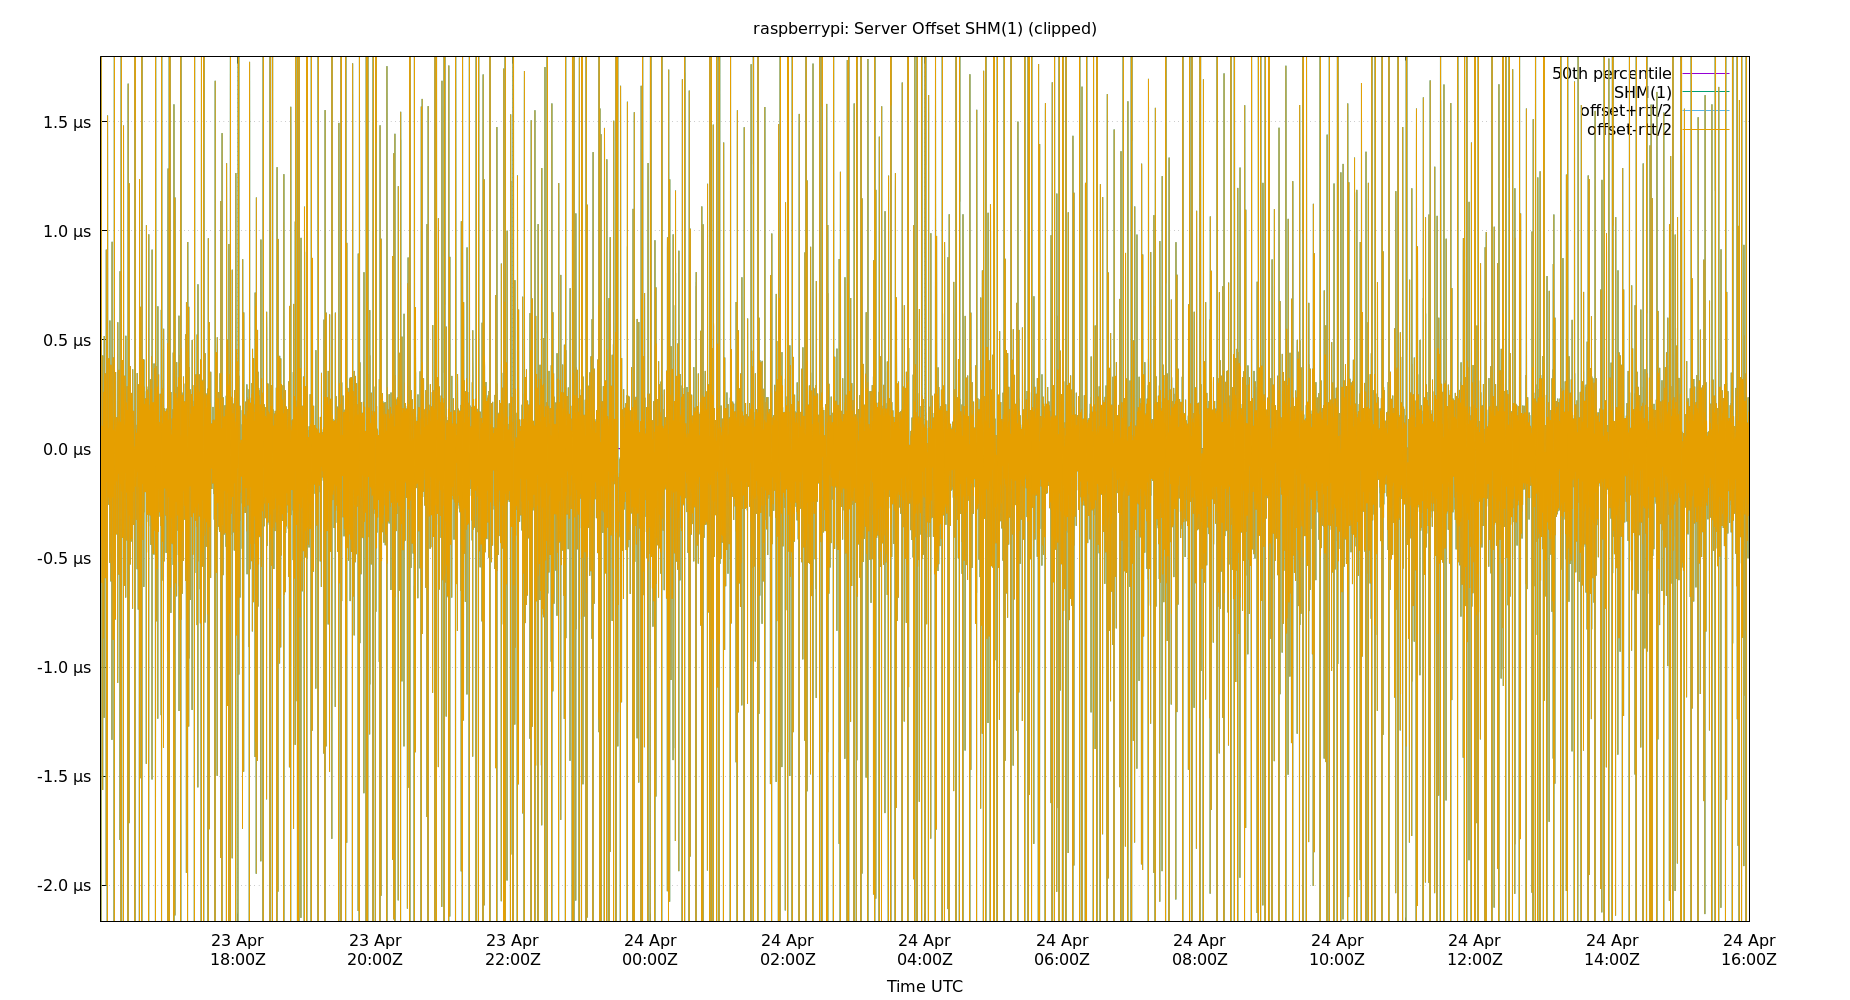 raspberrypi: Server Offset SHM(1) (clipped)
50th percentile
SHM(1)
offset+rtt/2
offset-rtt/2
1.5 µs
1.0 µs
0.5 µs
0.0 µs
-0.5 µs
-1.0 µs
-1.5 µs
-2.0 µs
23 Apr 23 Apr 23 Apr 24 Apr 24 Apr 24 Apr 24 Apr 24 Apr 24 Apr 24 Apr 24 Apr 24 Apr
18:00Z 20:00Z 22:00Z 00:00Z 02:00Z 04:00Z 06:00Z 08:00Z 10:00Z 12:00Z 14:00Z 16:00Z
Time UTC